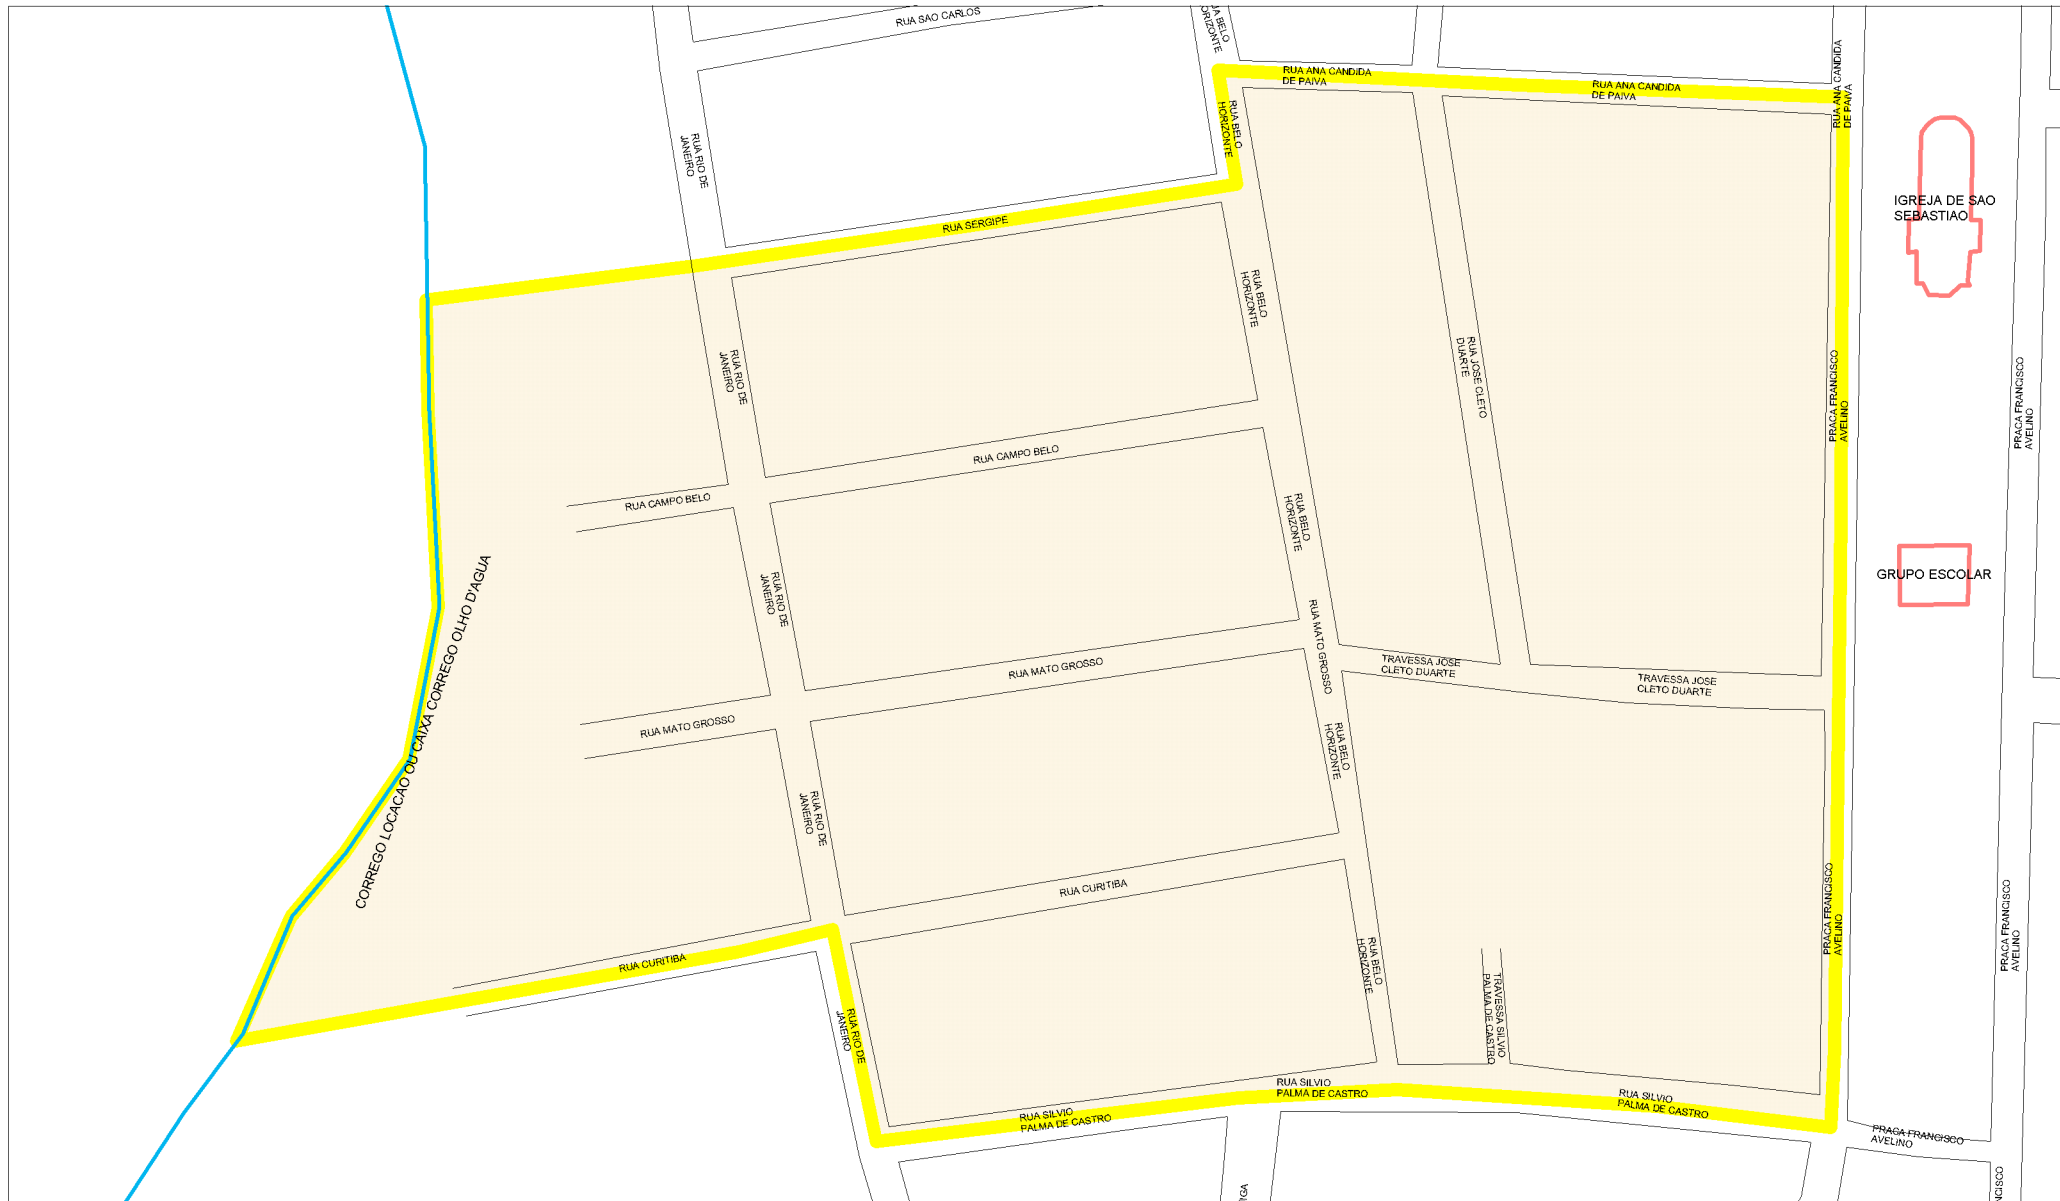 RUA SAO CARLOS
RUA BELO
HORIZONTE
RUA ANA CANDIDA
DE PAIVA
RUA ANA CANDIDA
DE PAIVA
RUA ANA CANDIDA
DE PAIVA
RUA RIO DE
JANEIRO
RUA BELO
HORIZONTE
IGREJA DE SAO
SEBASTIAO
RUA SERGIPE
RUA BELO
HORIZONTE
RUA RIO DE
JANEIRO
RUA JOSE CLETO
DUARTE
PRACA FRANCISCO
AVELINO
PRACA FRANCISCO
AVELINO
RUA CAMPO BELO
RUA CAMPO BELO
RUA BELO
HORIZONTE
GRUPO ESCOLAR
RUA RIO DE
JANEIRO
CORREGO LOCACAO OU CAIXA CORREGO OLHO D'AGUA
RUA MATO GROSSO
RUA MATO GROSSO
TRAVESSA JOSE
CLETO DUARTE
TRAVESSA JOSE
CLETO DUARTE
RUA MATO GROSSO
RUA BELO
HORIZONTE
RUA RIO DE
JANEIRO
RUA CURITIBA
PRACA FRANCISCO
AVELINO
PRACA FRANCISCO
AVELINO
RUA CURITIBA
RUA BELO
HORIZONTE
TRAVESSA SILVIO
PALMA DE CASTRO
RUA RIO DE
JANEIRO
RUA SILVIO
PALMA DE CASTRO
RUA SILVIO
PALMA DE CASTRO
RUA SILVIO
PALMA DE CASTRO
PRACA FRANCISCO
AVELINO